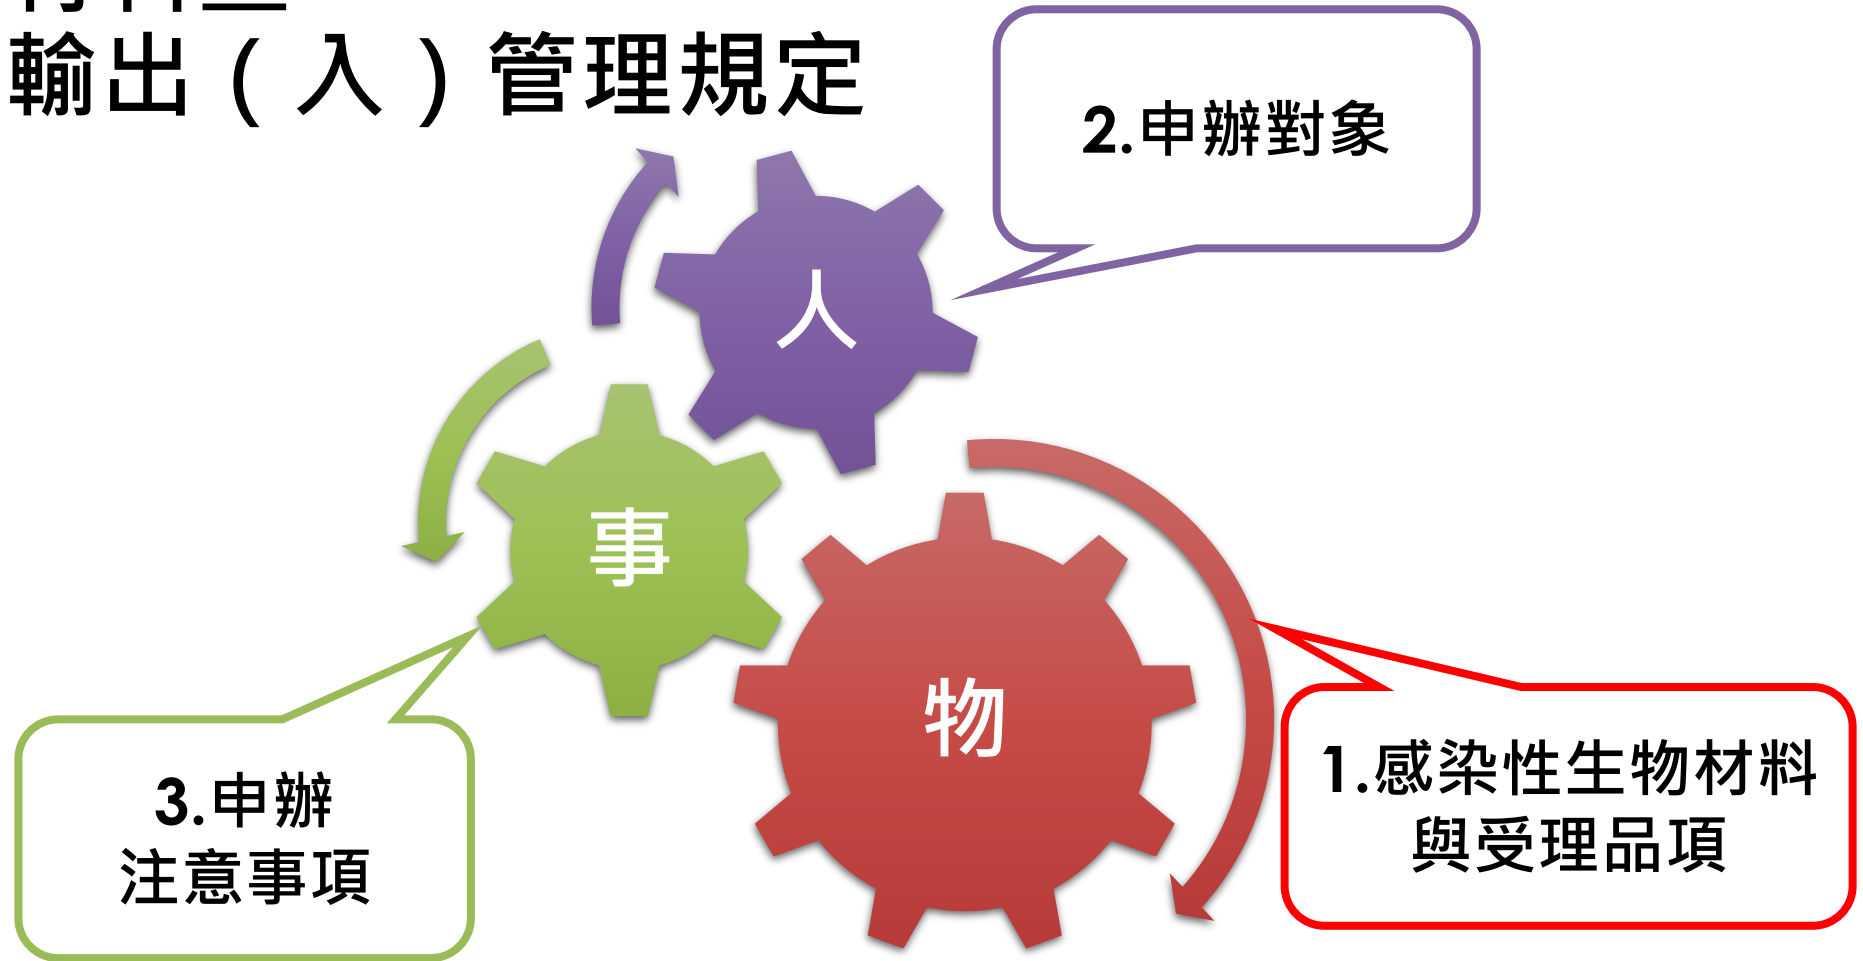 輸出（入）管理規定
2.申辦對象
人
事
物
1.感染性生物材料
與受理品項
3.申辦
注意事項